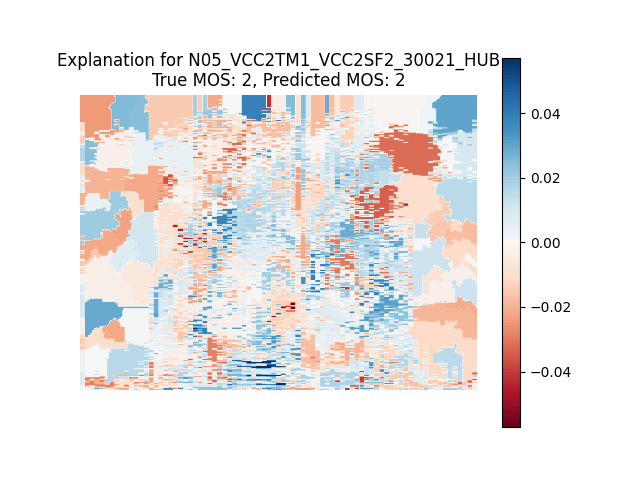 Explanation for N05_VCC2TM1_VCC2SF2_30021_HUB
True MOS: 2, Predicted MOS: 2
0.04
0.02
0.00
−0.02
−0.04